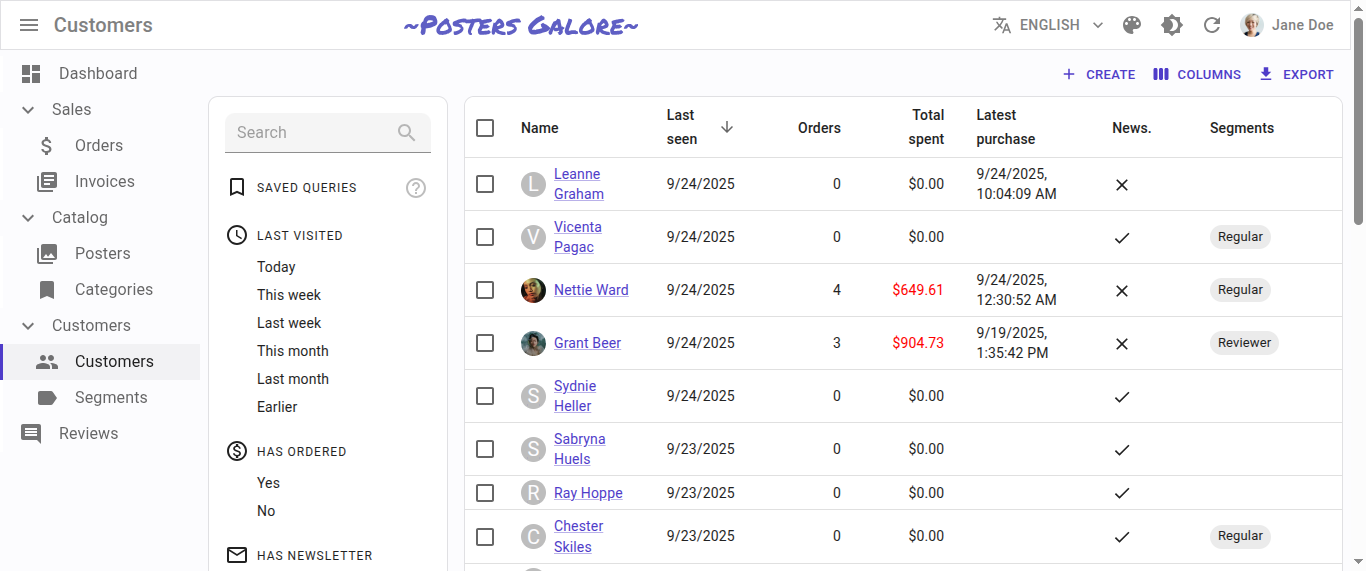 Customers
~Posters Galore~
ENGLISH
Jane Doe
Dashboard
Sales
Orders
Invoices
Catalog
Posters
Categories
Customers
Customers
Segments
Reviews
CREATE
COLUMNS
EXPORT
Search
SAVED QUERIES
?
LAST VISITED
Today
This week
Last week
This month
Last month
Earlier
HAS ORDERED
Yes
No
HAS NEWSLETTER
Name
Last seen
Orders
Total spent
Latest purchase
News.
Segments
L Leanne Graham 9/24/2025 0 $0.00 9/24/2025, 10:04:09 AM
V Vicenta Pagac 9/24/2025 0 $0.00 Regular
Nettie Ward 9/24/2025 4 $649.61 9/24/2025, 12:30:52 AM Regular
Grant Beer 9/24/2025 3 $904.73 9/19/2025, 1:35:42 PM Reviewer
S Sydnie Heller 9/24/2025 0 $0.00
S Sabryna Huels 9/23/2025 0 $0.00
R Ray Hoppe 9/23/2025 0 $0.00
C Chester Skiles 9/23/2025 0 $0.00 Regular